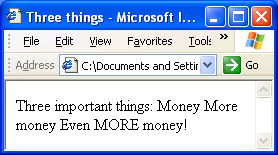 Three things - Microsoft I...
File Edit View Favorites Tools »
Address C:\Documents and Settin Go
Three important things: Money More
money Even MORE money!